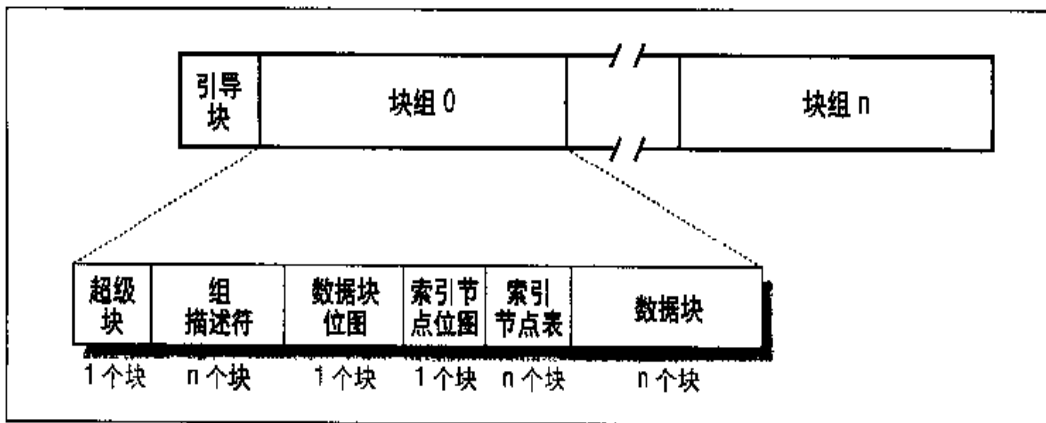 引导
块
块组 0
块组 n
超级
块
组
描述符
数据块
位图
索引节
点位图
索引
节点表
数据块
1 个块
n 个块
1 个块
1 个块
n 个块
n 个块